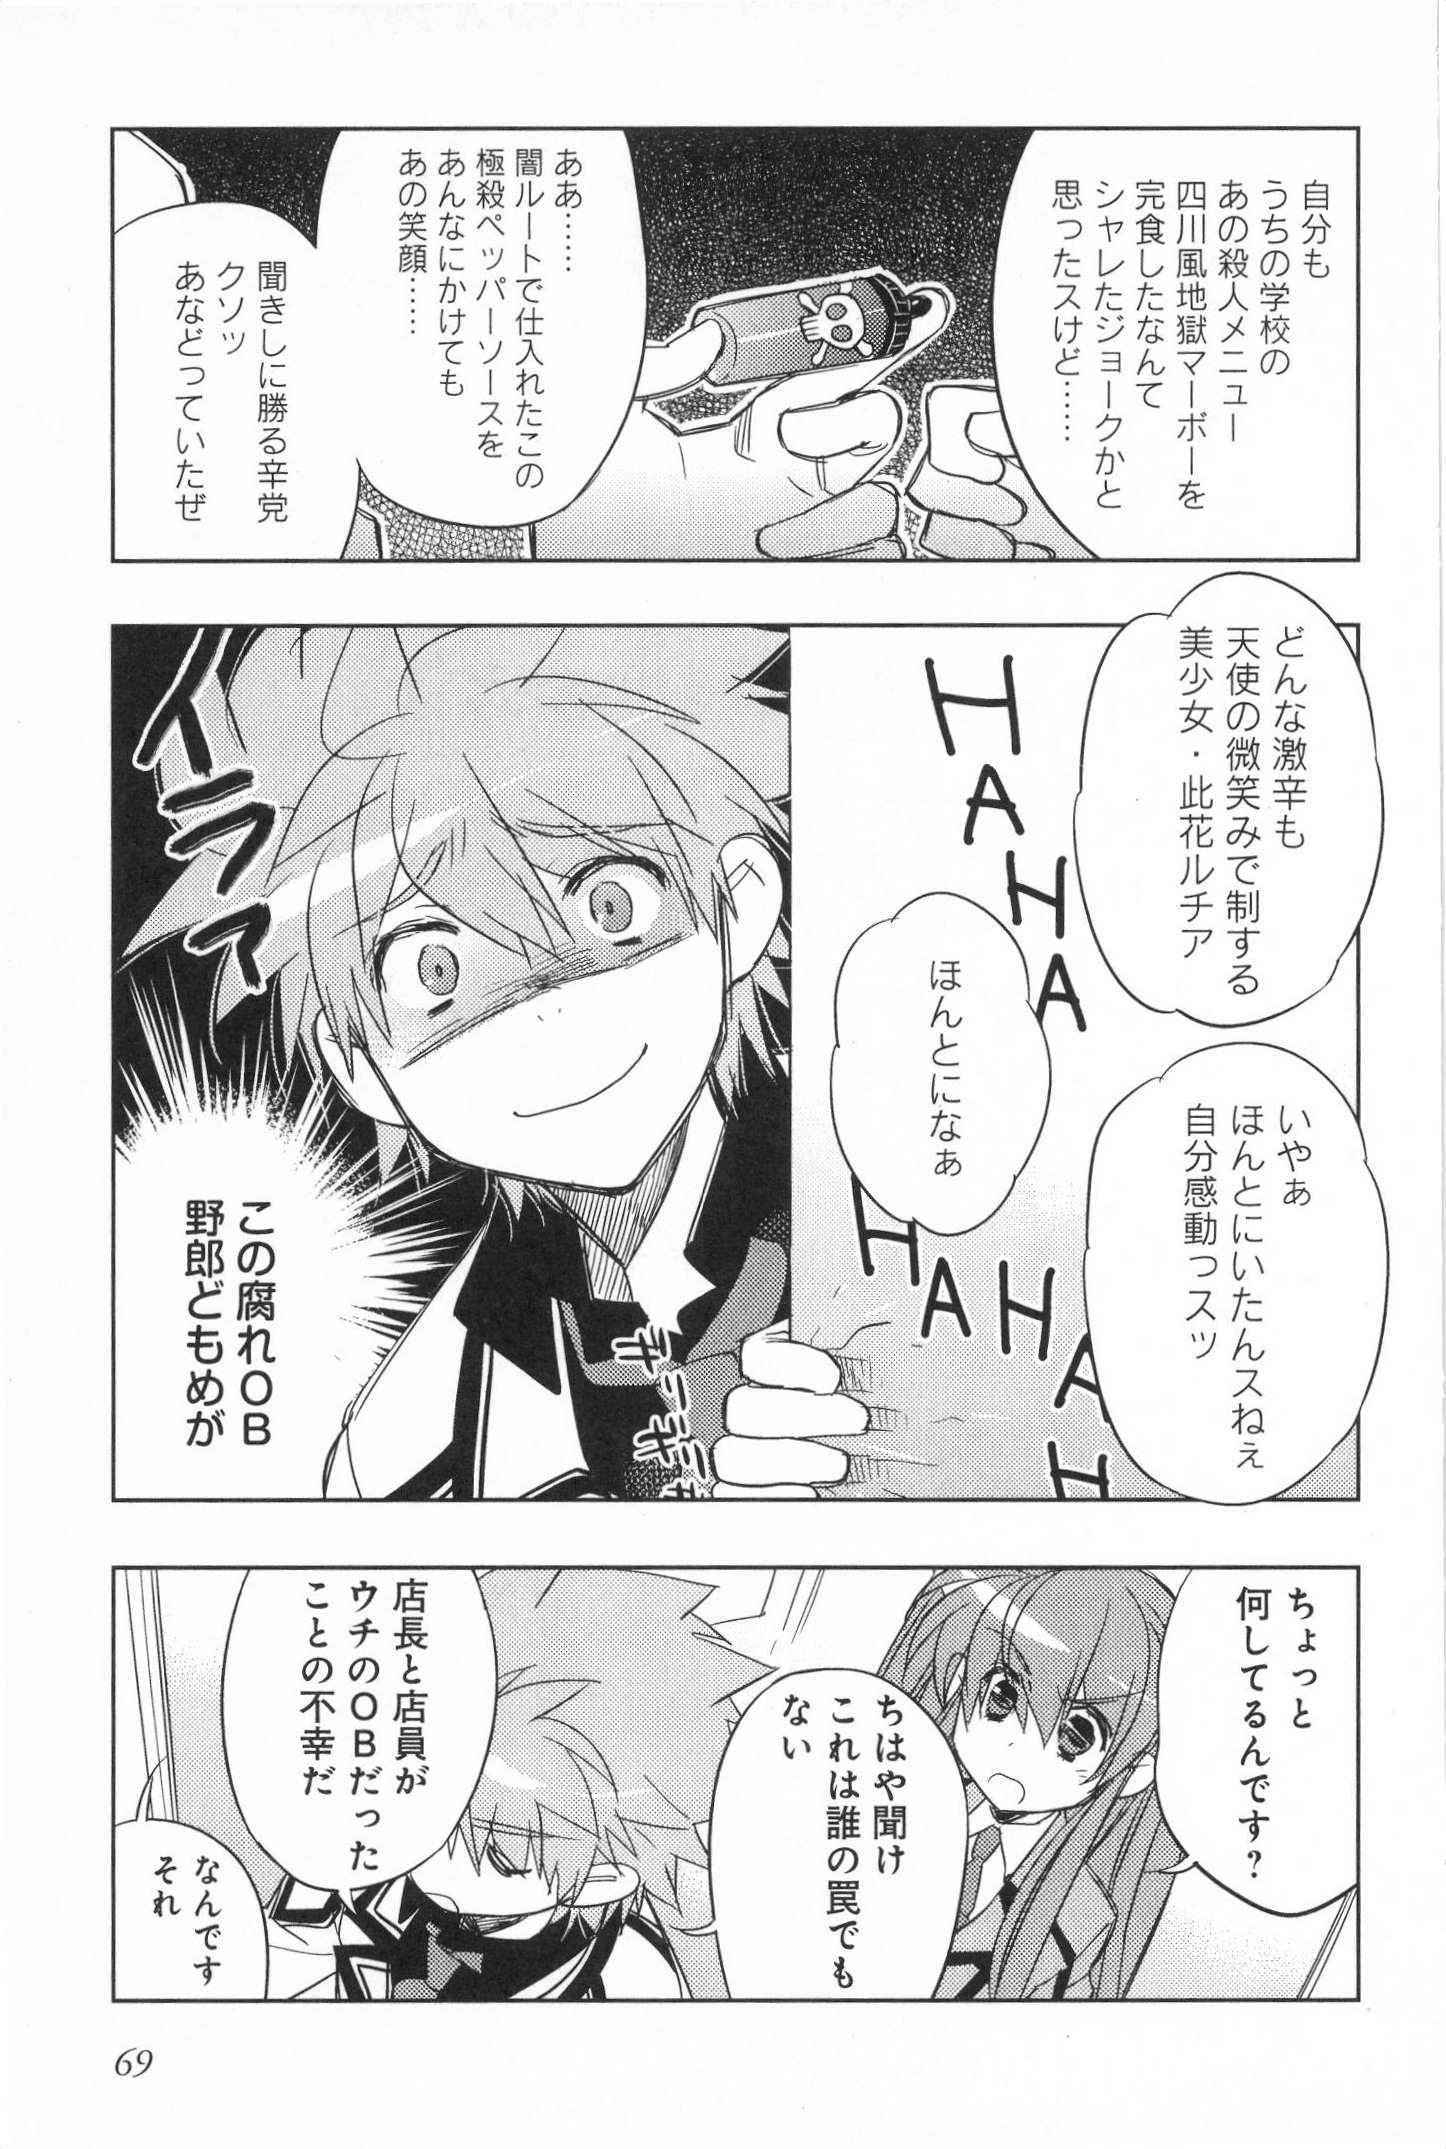 自分も
うちの学校の
あの殺人メニュー
四川風地獄マーボーを
完食したなんて
シャレたジョークかと
思ったスけど……
ああ……
闇ルートで仕入れたこの
極殺ペッパーソースを
あんなにかけても
あの笑顔……
聞きしに勝る辛党
クソッ
あなどっていたぜ
どんな激辛も
天使の微笑みで制する
美少女・此花ルチア
HAHAHA
ほんとになぁ
いやぁ
ほんとにいたんスねぇ
自分感動っスッ
HAHAHAH
イラァ
ギリギリ
この腐れOB
野郎どもめが
ちょっと
何してるんです?
ちはや聞け
これは誰の罠でも
ない
店長と店員が
ウチのOBだった
ことの不幸だ
なんです
それ
69